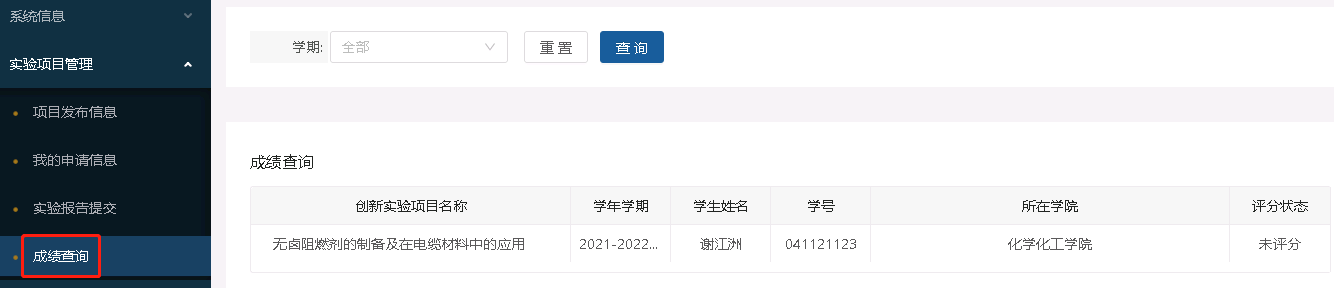 系统信息
实验项目管理
项目发布信息
我的申请信息
实验报告提交
成绩查询
学期: 全部 重置 查询
成绩查询
创新实验项目名称 学年学期 学生姓名 学号 所在学院 评分状态
无卤阻燃剂的制备及在电缆材料中的应用 2021-2022... 谢江洲 041121123 化学化工学院 未评分